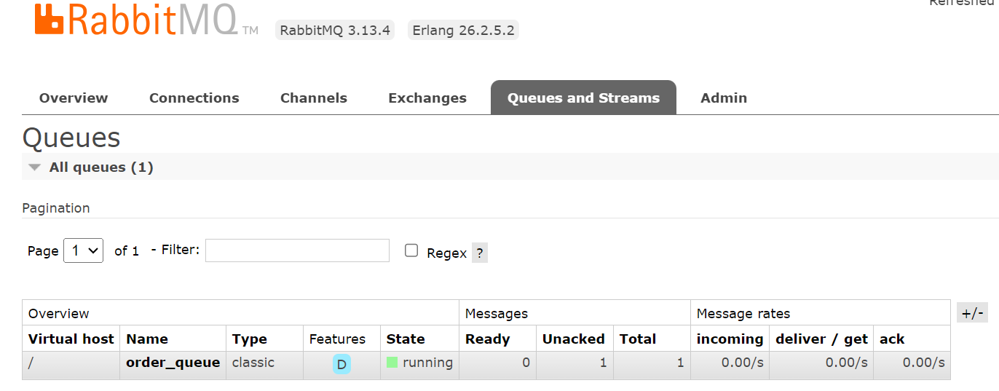 Refreshed
RabbitMQ TM RabbitMQ 3.13.4 Erlang 26.2.5.2
Overview Connections Channels Exchanges Queues and Streams Admin
Queues
All queues (1)
Pagination
Page 1 of 1 - Filter: Regex ?
Overview Messages Message rates +/-
Virtual host Name Type Features State Ready Unacked Total incoming deliver / get ack
/ order_queue classic D running 0 1 1 0.00/s 0.00/s 0.00/s